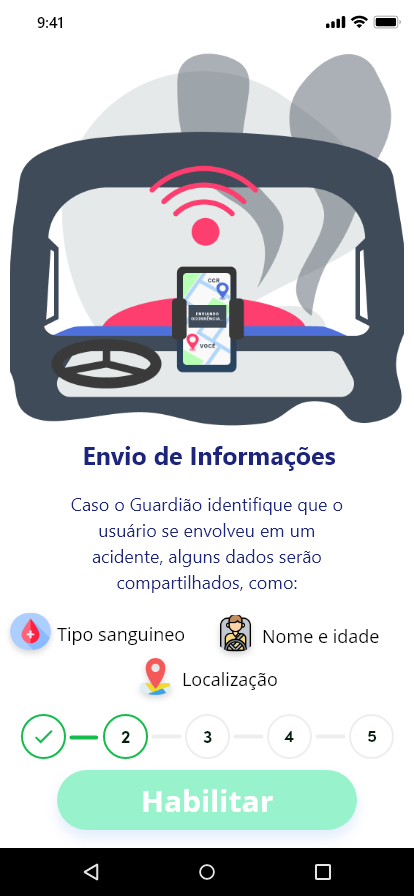 9:41
CCR
ENVIANDO
OCORRÊNCIA...
VOCÊ
Envio de Informações
Caso o Guardião identifique que o
usuário se envolveu em um
acidente, alguns dados serão
compartilhados, como:
Tipo sanguineo
Nome e idade
Localização
2 3 4 5
Habilitar